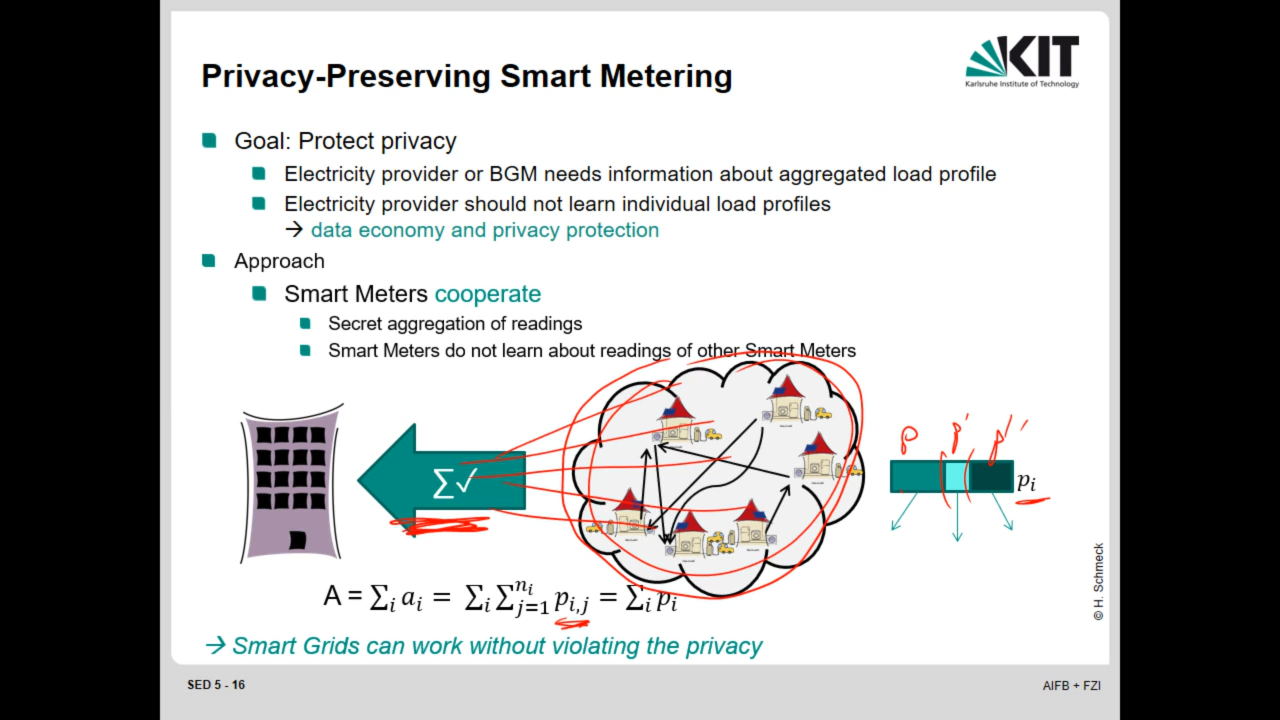 KIT
Karlsruhe Institute of Technology
Privacy-Preserving Smart Metering
Goal: Protect privacy
Electricity provider or BGM needs information about aggregated load profile
Electricity provider should not learn individual load profiles
→ data economy and privacy protection
Approach
Smart Meters cooperate
Secret aggregation of readings
Smart Meters do not learn about readings of other Smart Meters
p p' p''
∑✓
p_i
A = ∑_i a_i = ∑_i ∑_{j=1}^{n_i} p_{i,j} = ∑_i p_i
→ Smart Grids can work without violating the privacy
© H. Schmeck
SED 5 - 16
AIFB + FZI